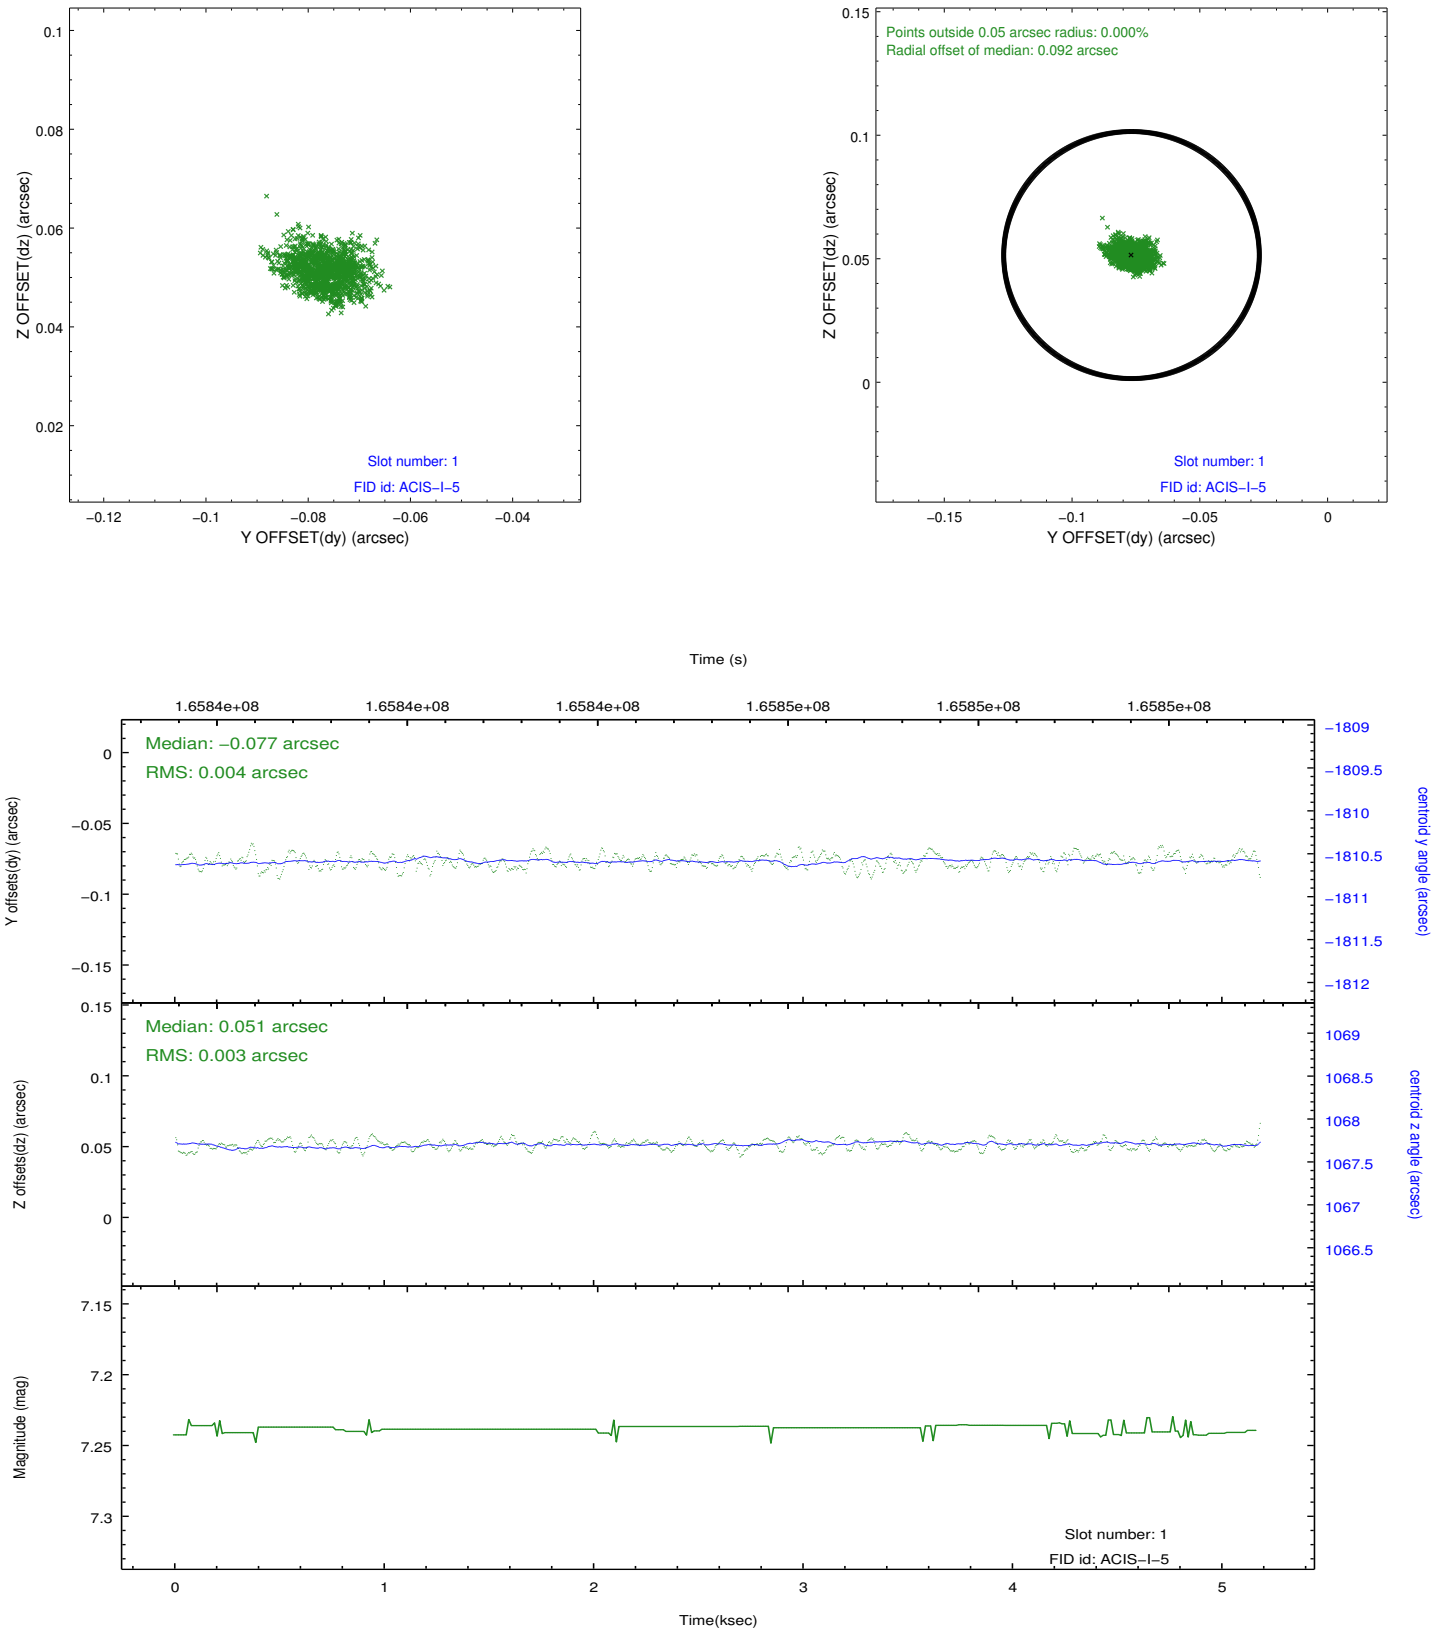 0.1
0.08
0.06
0.04
0.02
Z OFFSET(dz) (arcsec)
Slot number: 1
FID id: ACIS−I−5
−0.12
−0.1
−0.08
−0.06
−0.04
Y OFFSET(dy) (arcsec)
0.15
0.1
0.05
0
Z OFFSET(dz) (arcsec)
Points outside 0.05 arcsec radius: 0.000%
Radial offset of median: 0.092 arcsec
Slot number: 1
FID id: ACIS−I−5
−0.15
−0.1
−0.05
0
Y OFFSET(dy) (arcsec)
Time (s)
1.6584e+08
1.6584e+08
1.6584e+08
1.6585e+08
1.6585e+08
1.6585e+08
Median: −0.077 arcsec
RMS: 0.004 arcsec
0
−0.05
−0.1
−0.15
Y offsets(dy) (arcsec)
−1809
−1809.5
−1810
−1810.5
−1811
−1811.5
−1812
centroid y angle (arcsec)
Median: 0.051 arcsec
RMS: 0.003 arcsec
0.15
0.1
0.05
0
Z offsets(dz) (arcsec)
1069
1068.5
1068
1067.5
1067
1066.5
centroid z angle (arcsec)
7.15
7.2
7.25
7.3
Magnitude (mag)
Slot number: 1
FID id: ACIS−I−5
0
1
2
3
4
5
Time(ksec)